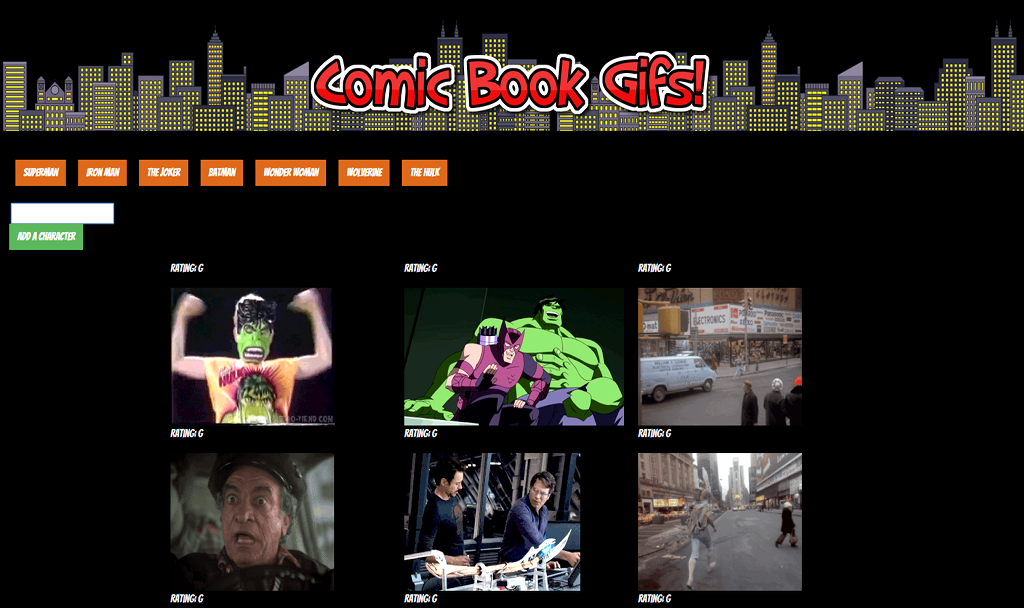 Comic Book Gifs!
SUPERMAN IRON MAN THE JOKER BATMAN WONDER WOMAN WOLVERINE THE HULK
ADD A CHARACTER
RATING: G RATING: G RATING: G
ELECTRONICS
RATING: G RATING: G RATING: G
RATING: G RATING: G RATING: G